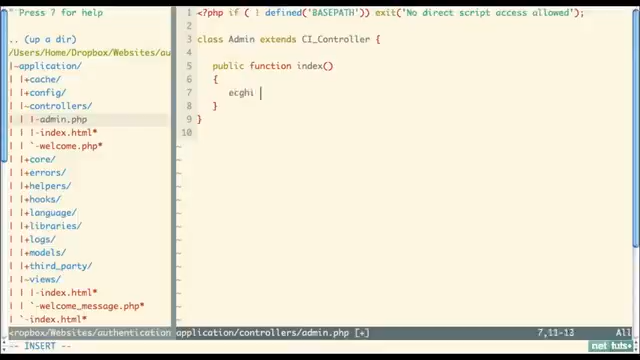 " Press ? for help
.. (up a dir)
/Users/Home/Dropbox/Websites/au
|~application/
| |+cache/
| |+config/
| |~controllers/
| | |-admin.php
| | |-index.html*
| | `-welcome.php*
| |+core/
| |+errors/
| |+helpers/
| |+hooks/
| |+language/
| |+libraries/
| |+logs/
| |+models/
| |+third_party/
| |~views/
| | |-index.html*
| | `-welcome_message.php*
| `-index.html*
<ropbox/Websites/authentication
1 <?php if ( ! defined('BASEPATH')) exit('No direct script access allowed');
2
3 class Admin extends CI_Controller {
4
5 public function index()
6 {
7 ecghi
8 }
9 }
10
~
application/controllers/admin.php [+] 7,11-13 All
-- INSERT --
net tuts+